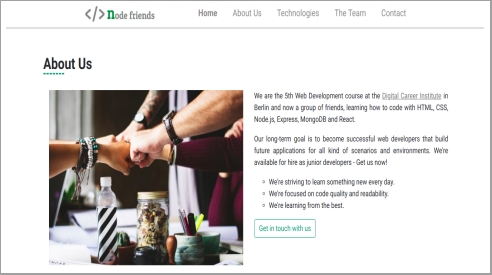 </> node friends Home About Us Technologies The Team Contact
About Us
We are the 5th Web Development course at the Digital Career Institute in
Berlin and now a group of friends, learning how to code with HTML, CSS,
Node.js, Express, MongoDB and React.
Our long-term goal is to become successful web developers that build
future applications for all kind of scenarios and environments. We're
available for hire as junior developers - Get us now!
We're striving to learn something new every day.
We're focused on code quality and readability.
We're learning from the best.
Get in touch with us